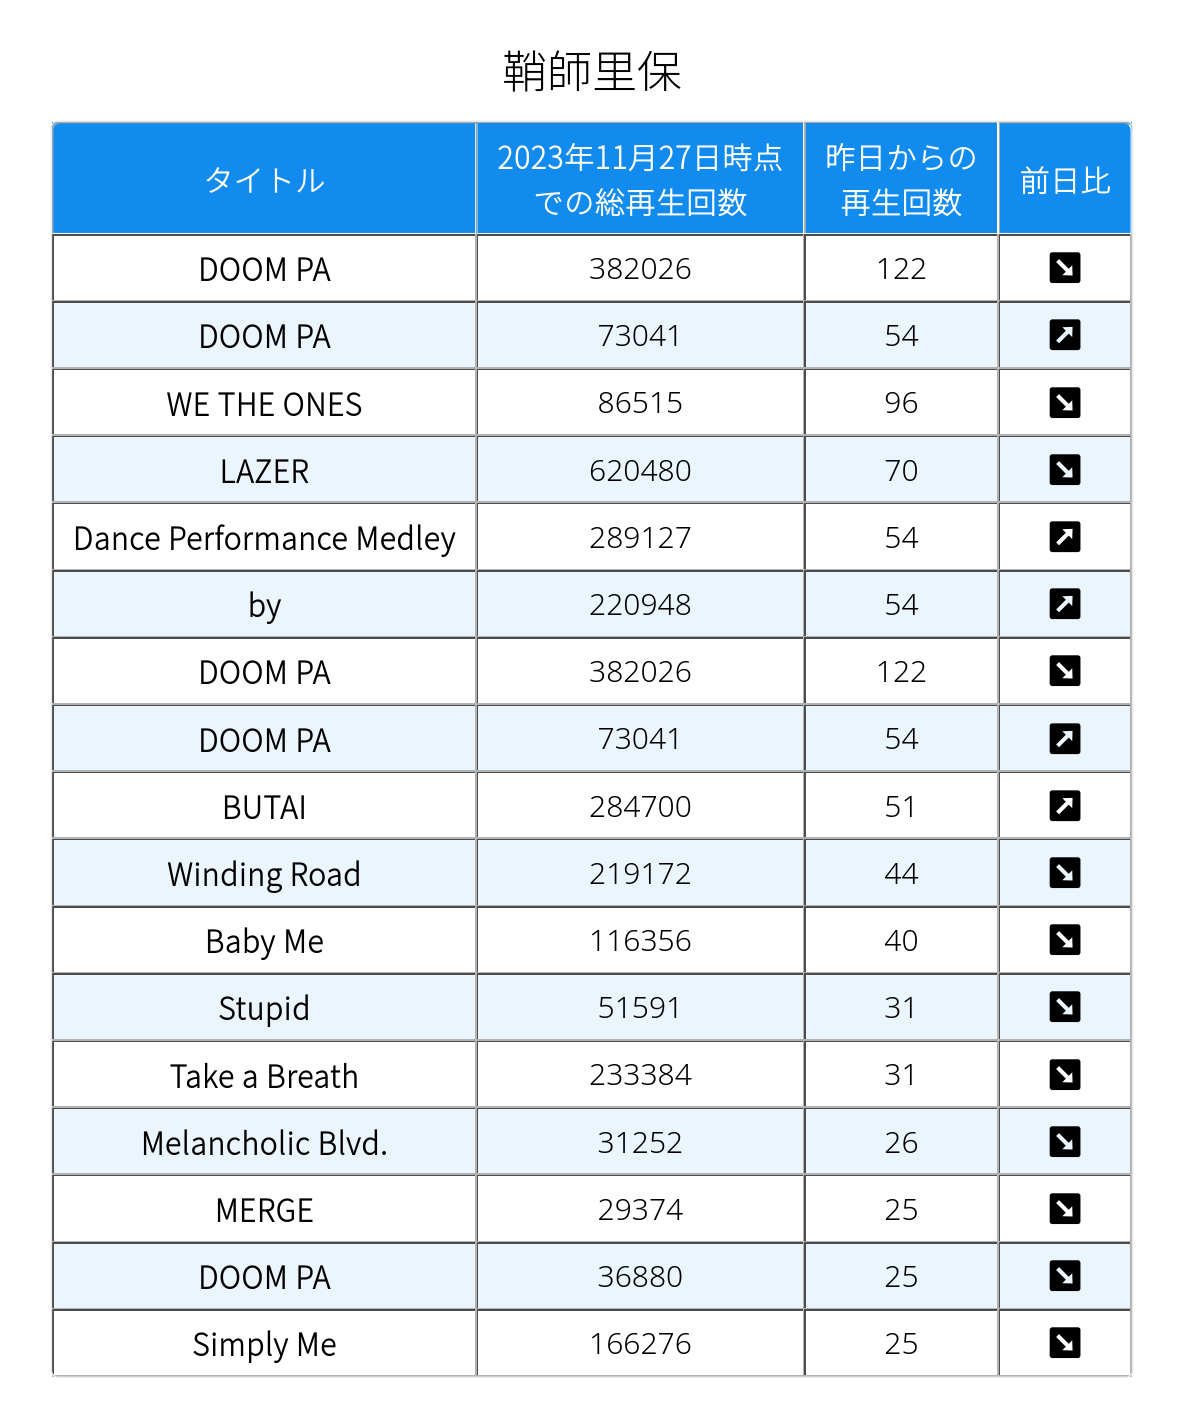 鞘師里保
タイトル 2023年11月27日時点 昨日からの 前日比
での総再生回数 再生回数
DOOM PA 382026 122
DOOM PA 73041 54
WE THE ONES 86515 96
LAZER 620480 70
Dance Performance Medley 289127 54
by 220948 54
DOOM PA 382026 122
DOOM PA 73041 54
BUTAI 284700 51
Winding Road 219172 44
Baby Me 116356 40
Stupid 51591 31
Take a Breath 233384 31
Melancholic Blvd. 31252 26
MERGE 29374 25
DOOM PA 36880 25
Simply Me 166276 25